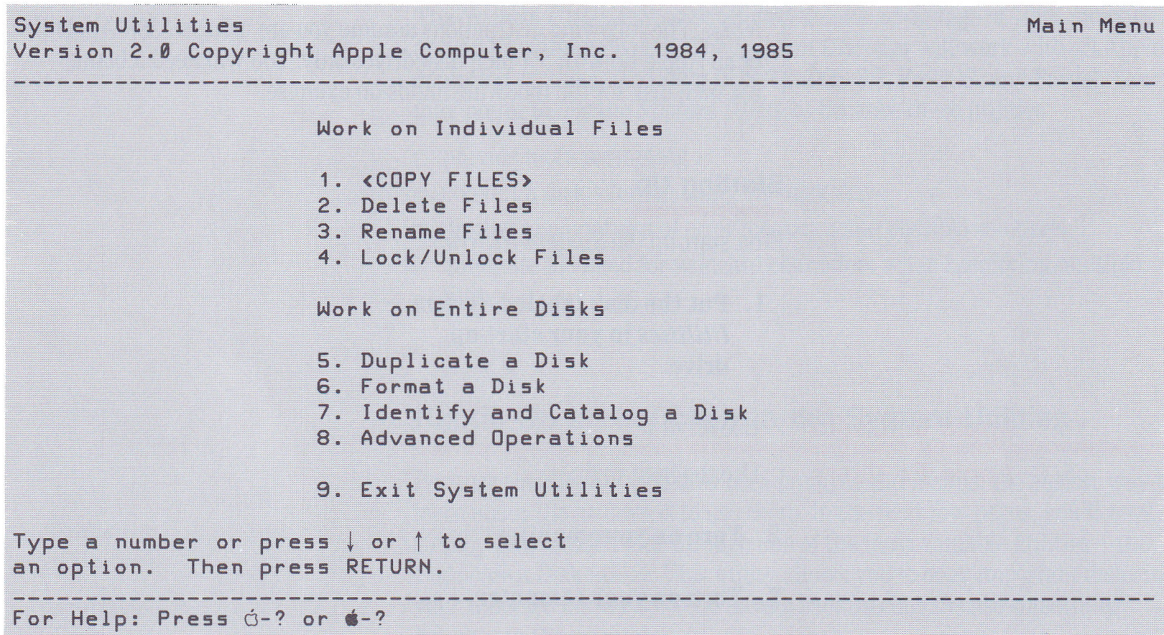 System Utilities Main Menu
Version 2.0 Copyright Apple Computer, Inc. 1984, 1985
Work on Individual Files
1. <COPY FILES>
2. Delete Files
3. Rename Files
4. Lock/Unlock Files
Work on Entire Disks
5. Duplicate a Disk
6. Format a Disk
7. Identify and Catalog a Disk
8. Advanced Operations
9. Exit System Utilities
Type a number or press ↓ or ↑ to select
an option. Then press RETURN.
For Help: Press -? or -?